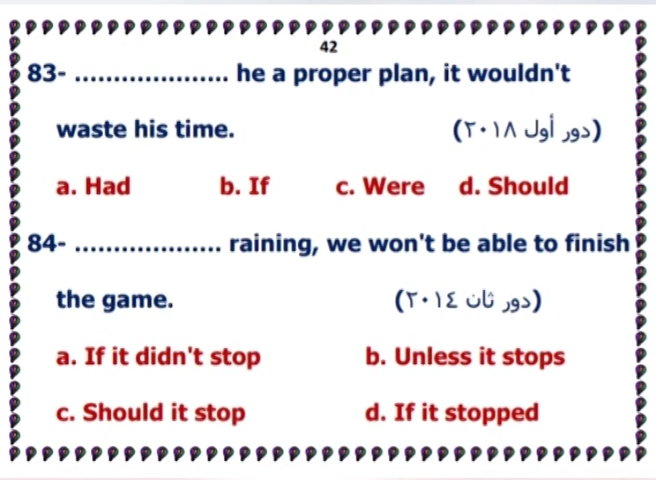 42
83- ..................... he a proper plan, it wouldn't
waste his time. (دور أول ٢٠١٨)
a. Had b. If c. Were d. Should
84- .................... raining, we won't be able to finish
the game. (دور ثان ٢٠١٤)
a. If it didn't stop b. Unless it stops
c. Should it stop d. If it stopped